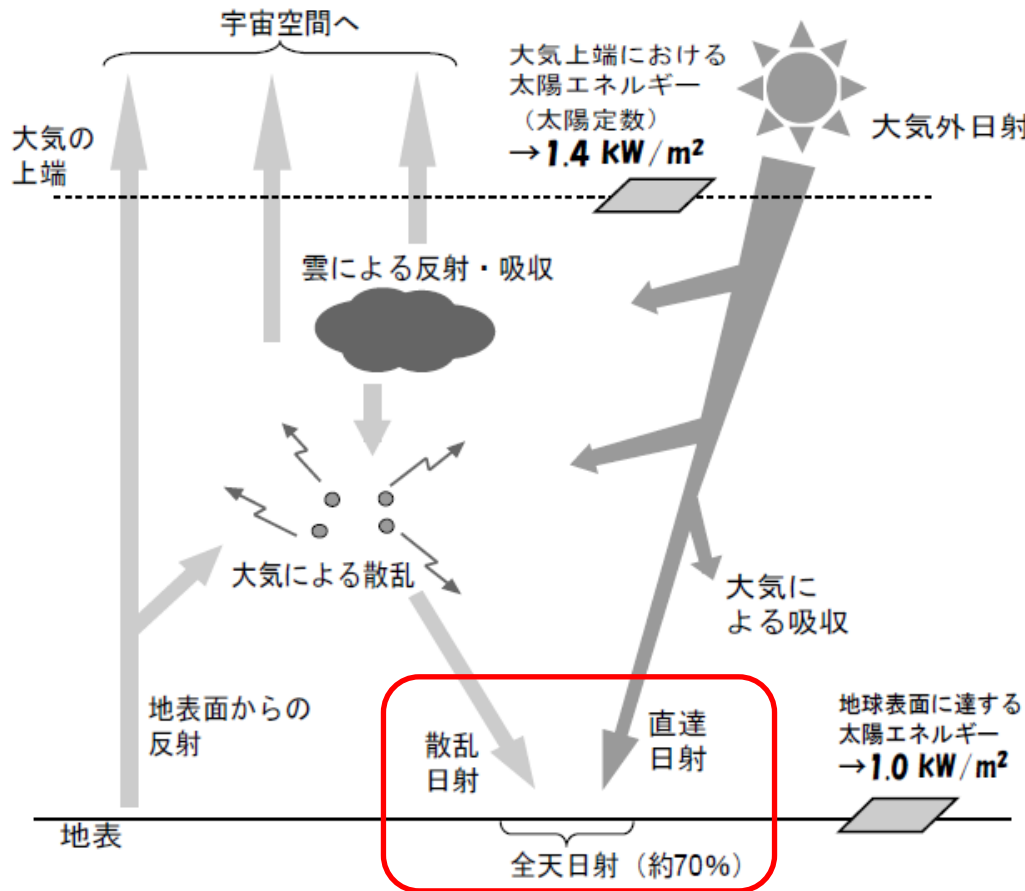 宇宙空間へ
大気上端における
太陽エネルギー
（太陽定数）
→1.4 kW/m²
大気外日射
大気の
上端
雲による反射・吸収
大気による散乱
大気に
よる吸収
地表面からの
反射
散乱
日射
直達
日射
地球表面に達する
太陽エネルギー
→1.0 kW/m²
地表
全天日射（約70%）